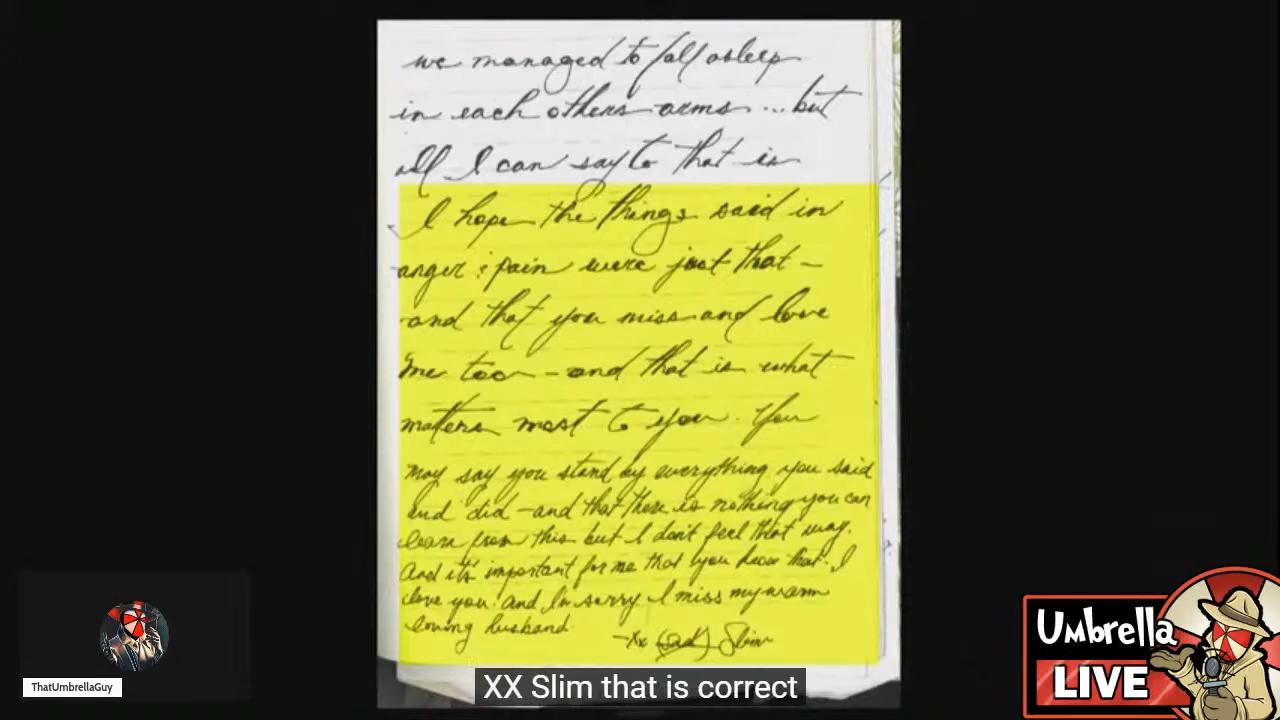 we managed to fall asleep
in each others arms ... but
all I can say to that is
I hope the things said in
anger & pain were just that -
and that you miss and love
me too - and that is what
matters most to you. You
may say you stand by everything you said
and did - and that there is nothing you can
learn from this but I don't feel that way.
And it's important for me that you know that. I
love you. and I'm sorry. I miss my warm
loving husband.
-Xx (sad) Slim
XX Slim that is correct
ThatUmbrellaGuy
Umbrella
LIVE